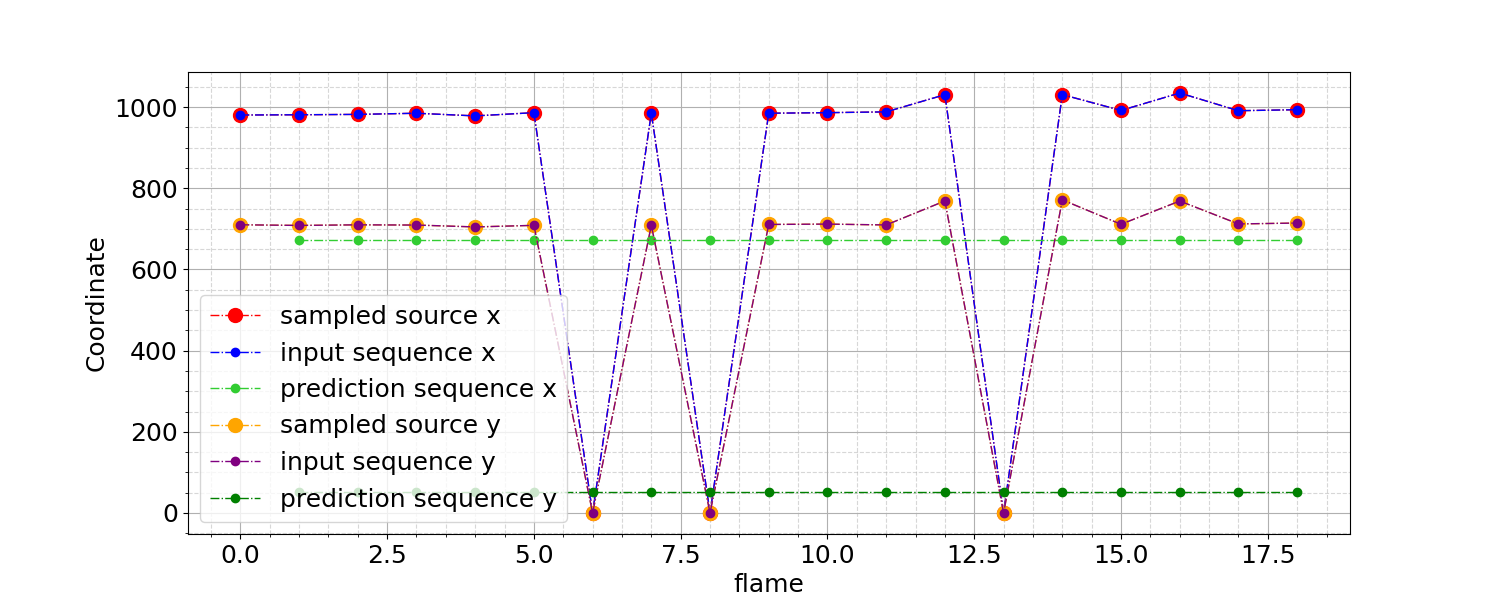 1000
800
600
400
200
0
Coordinate
sampled source x
input sequence x
prediction sequence x
sampled source y
input sequence y
prediction sequence y
0.0 2.5 5.0 7.5 10.0 12.5 15.0 17.5
flame